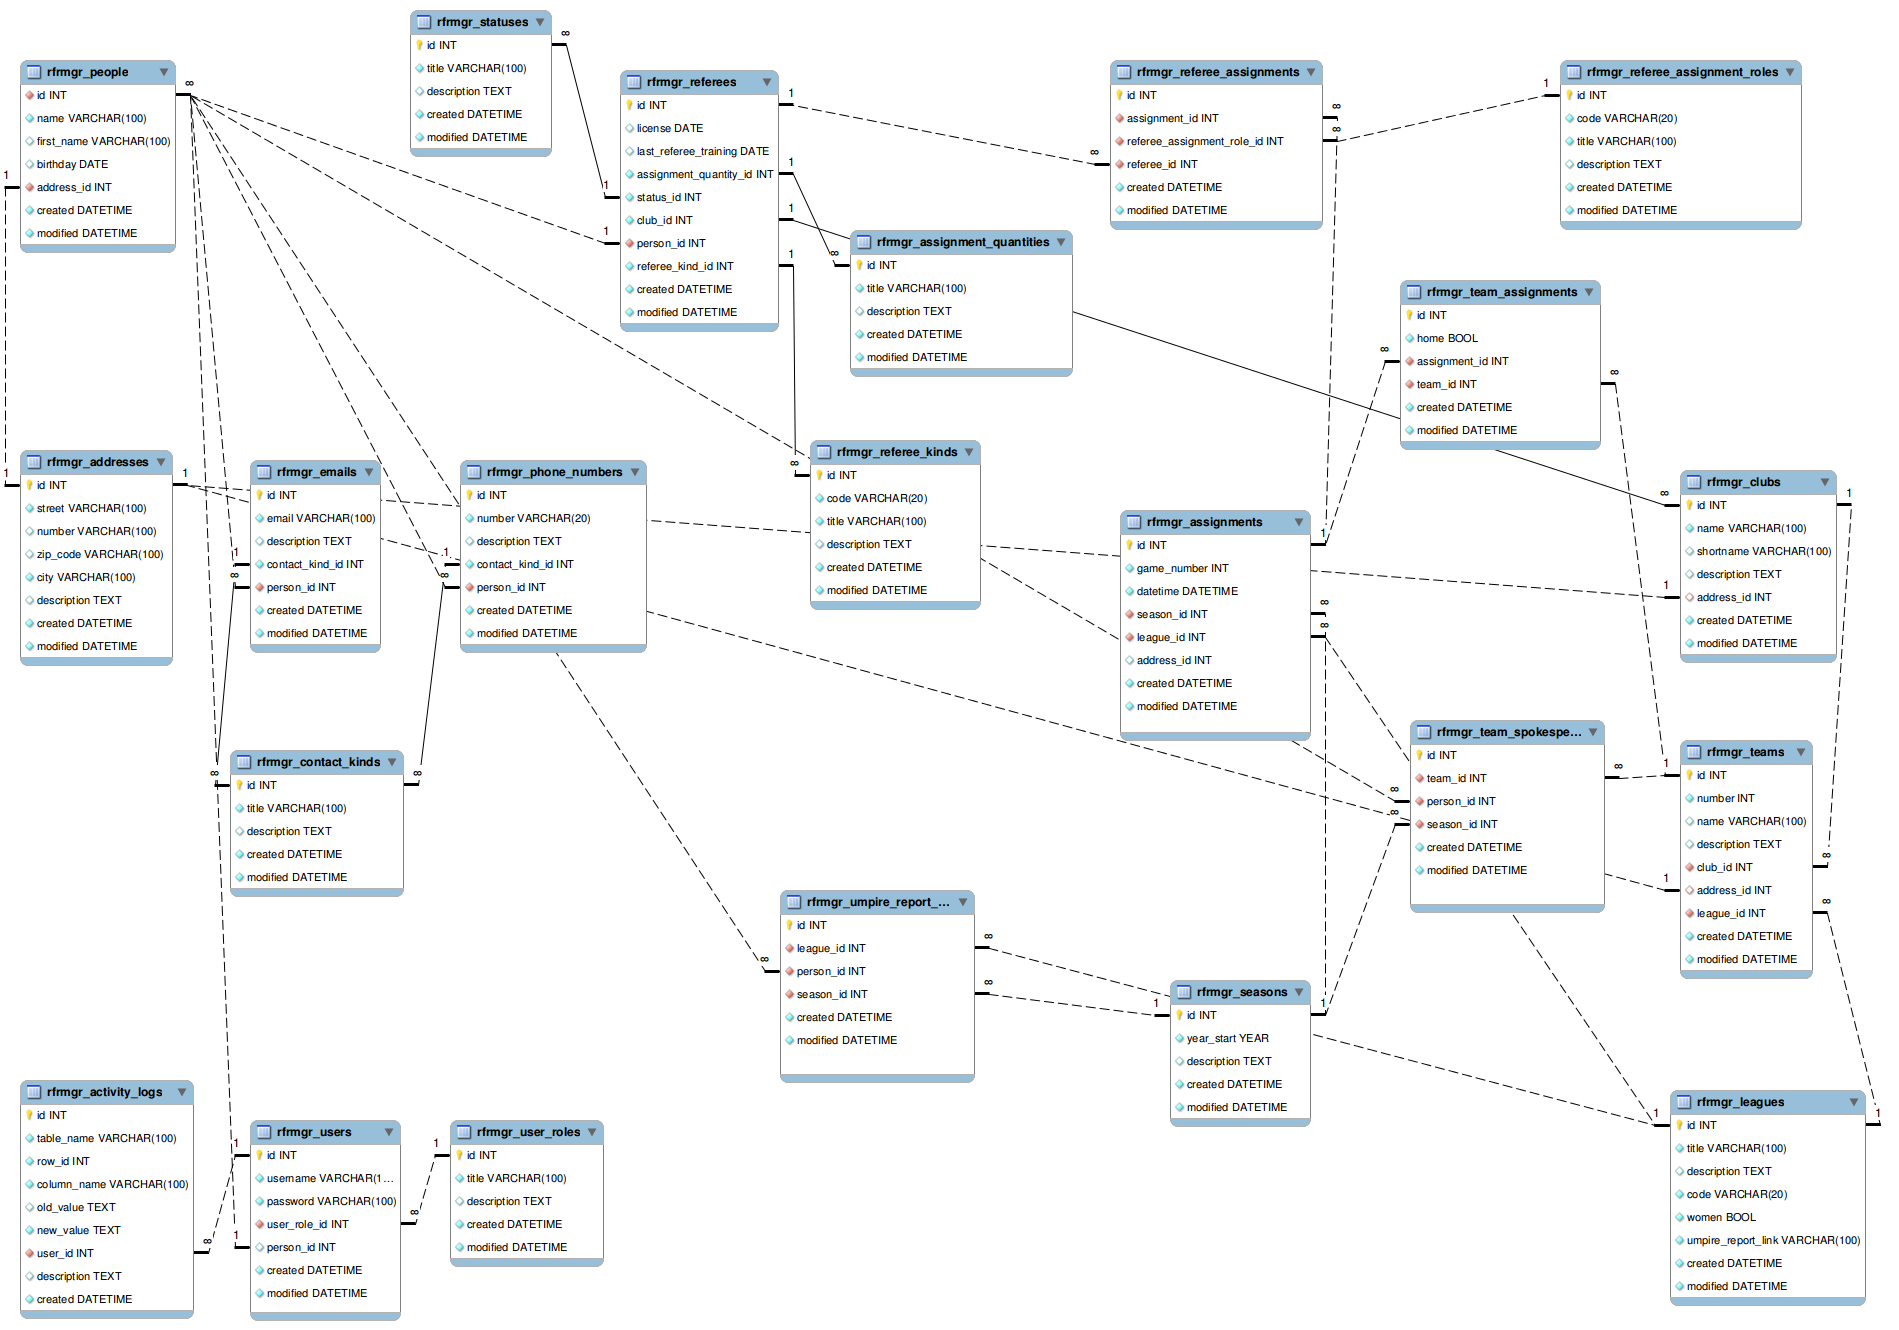 rfrmgr_statuses
id INT
title VARCHAR(100)
description TEXT
created DATETIME
modified DATETIME
rfrmgr_people
id INT
name VARCHAR(100)
first_name VARCHAR(100)
birthday DATE
address_id INT
created DATETIME
modified DATETIME
rfrmgr_referees
id INT
license DATE
last_referee_training DATE
assignment_quantity_id INT
status_id INT
club_id INT
person_id INT
referee_kind_id INT
created DATETIME
modified DATETIME
rfrmgr_referee_assignments
id INT
assignment_id INT
referee_assignment_role_id INT
referee_id INT
created DATETIME
modified DATETIME
rfrmgr_referee_assignment_roles
id INT
code VARCHAR(20)
title VARCHAR(100)
description TEXT
created DATETIME
modified DATETIME
rfrmgr_assignment_quantities
id INT
title VARCHAR(100)
description TEXT
created DATETIME
modified DATETIME
rfrmgr_team_assignments
id INT
home BOOL
assignment_id INT
team_id INT
created DATETIME
modified DATETIME
rfrmgr_addresses
id INT
street VARCHAR(100)
number VARCHAR(100)
zip_code VARCHAR(100)
city VARCHAR(100)
description TEXT
created DATETIME
modified DATETIME
rfrmgr_emails
id INT
email VARCHAR(100)
description TEXT
contact_kind_id INT
person_id INT
created DATETIME
modified DATETIME
rfrmgr_phone_numbers
id INT
number VARCHAR(20)
description TEXT
contact_kind_id INT
person_id INT
created DATETIME
modified DATETIME
rfrmgr_referee_kinds
id INT
code VARCHAR(20)
title VARCHAR(100)
description TEXT
created DATETIME
modified DATETIME
rfrmgr_assignments
id INT
game_number INT
datetime DATETIME
season_id INT
league_id INT
address_id INT
created DATETIME
modified DATETIME
rfrmgr_clubs
id INT
name VARCHAR(100)
shortname VARCHAR(100)
description TEXT
address_id INT
created DATETIME
modified DATETIME
rfrmgr_contact_kinds
id INT
title VARCHAR(100)
description TEXT
created DATETIME
modified DATETIME
rfrmgr_team_spokespe...
id INT
team_id INT
person_id INT
season_id INT
created DATETIME
modified DATETIME
rfrmgr_teams
id INT
number INT
name VARCHAR(100)
description TEXT
club_id INT
address_id INT
league_id INT
created DATETIME
modified DATETIME
rfrmgr_umpire_report_...
id INT
league_id INT
person_id INT
season_id INT
created DATETIME
modified DATETIME
rfrmgr_seasons
id INT
year_start YEAR
description TEXT
created DATETIME
modified DATETIME
rfrmgr_activity_logs
id INT
table_name VARCHAR(100)
row_id INT
column_name VARCHAR(100)
old_value TEXT
new_value TEXT
user_id INT
description TEXT
created DATETIME
rfrmgr_users
id INT
username VARCHAR(1...
password VARCHAR(100)
user_role_id INT
person_id INT
created DATETIME
modified DATETIME
rfrmgr_user_roles
id INT
title VARCHAR(100)
description TEXT
created DATETIME
modified DATETIME
rfrmgr_leagues
id INT
title VARCHAR(100)
description TEXT
code VARCHAR(20)
women BOOL
umpire_report_link VARCHAR(100)
created DATETIME
modified DATETIME